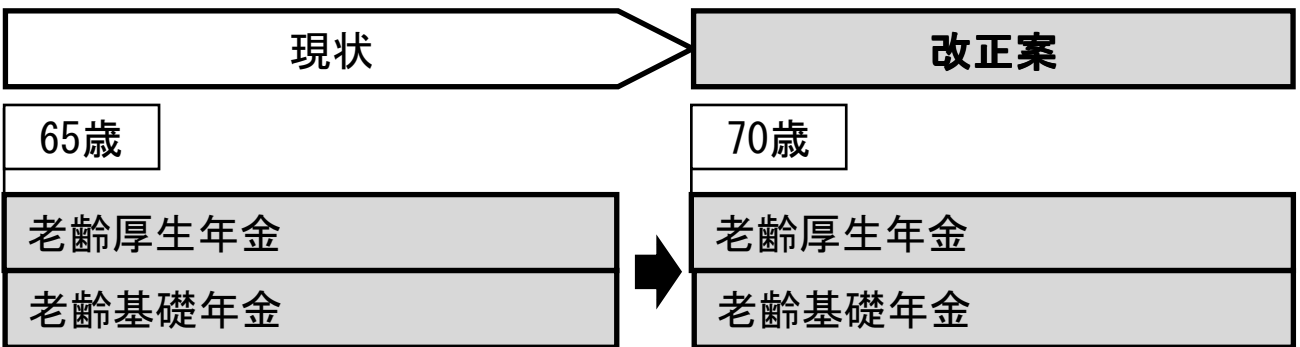 現状
改正案
65歳
70歳
老齢厚生年金
老齢厚生年金
老齢基礎年金
老齢基礎年金